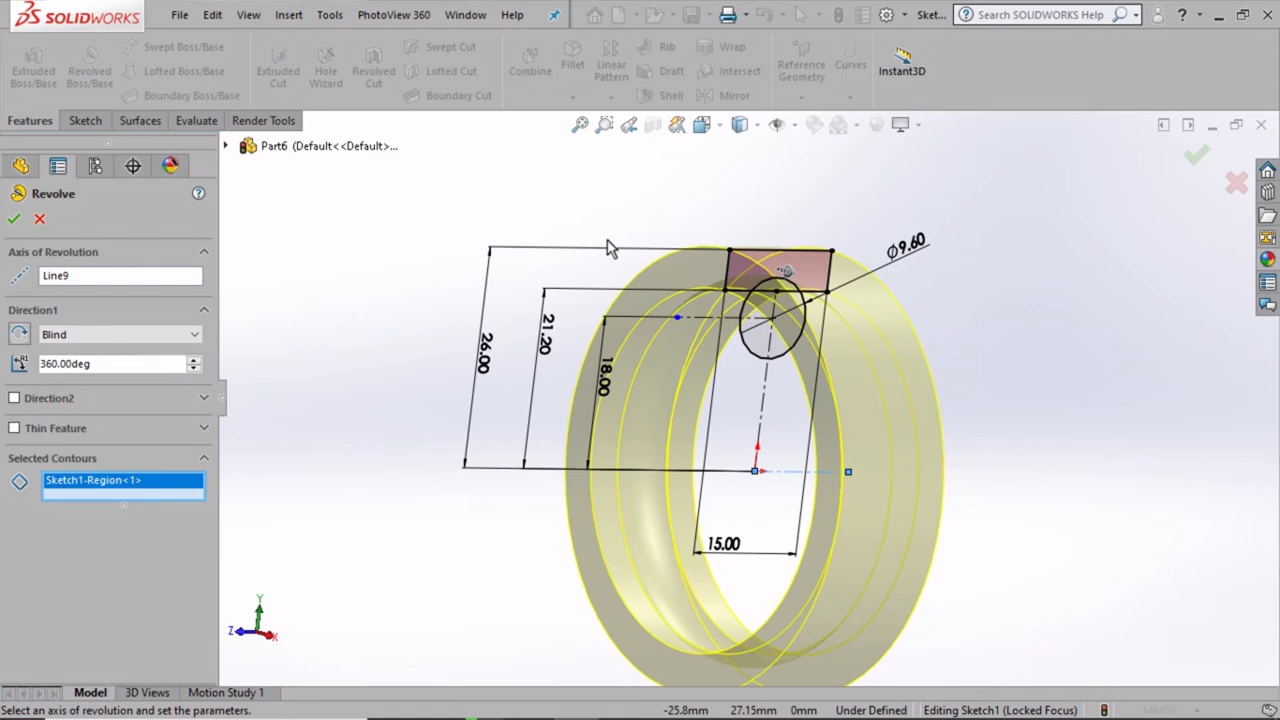 SOLIDWORKS
File Edit View Insert Tools PhotoView 360 Window Help
Sket...
Search SOLIDWORKS Help
Extruded Boss/Base
Revolved Boss/Base
Swept Boss/Base
Lofted Boss/Base
Boundary Boss/Base
Extruded Cut
Hole Wizard
Revolved Cut
Swept Cut
Lofted Cut
Boundary Cut
Combine
Fillet
Linear Pattern
Rib
Draft
Shell
Wrap
Intersect
Mirror
Reference Geometry
Curves
Instant3D
Features Sketch Surfaces Evaluate Render Tools
Part6 (Default<<Default>...
Revolve
Axis of Revolution
Line9
Direction1
Blind
360.00deg
Direction2
Thin Feature
Selected Contours
Sketch1-Region<1>
Ø9.60
26.00
21.20
18.00
15.00
Y
Z
X
Model 3D Views Motion Study 1
Select an axis of revolution and set the parameters.
-25.8mm 27.15mm 0mm Under Defined Editing Sketch1 (Locked Focus) MMGS